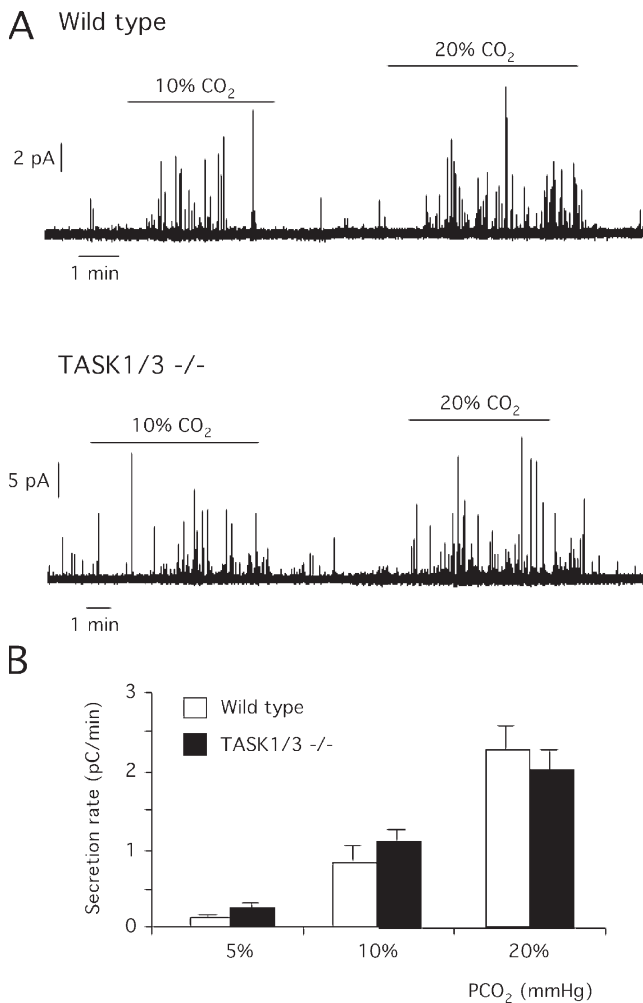 A Wild type
10% CO₂
20% CO₂
2 pA
1 min
TASK1/3 -/-
10% CO₂
20% CO₂
5 pA
1 min
B
Secretion rate (pC/min)
3
2
1
0
Wild type
TASK1/3 -/-
5% 10% 20%
PCO₂ (mmHg)